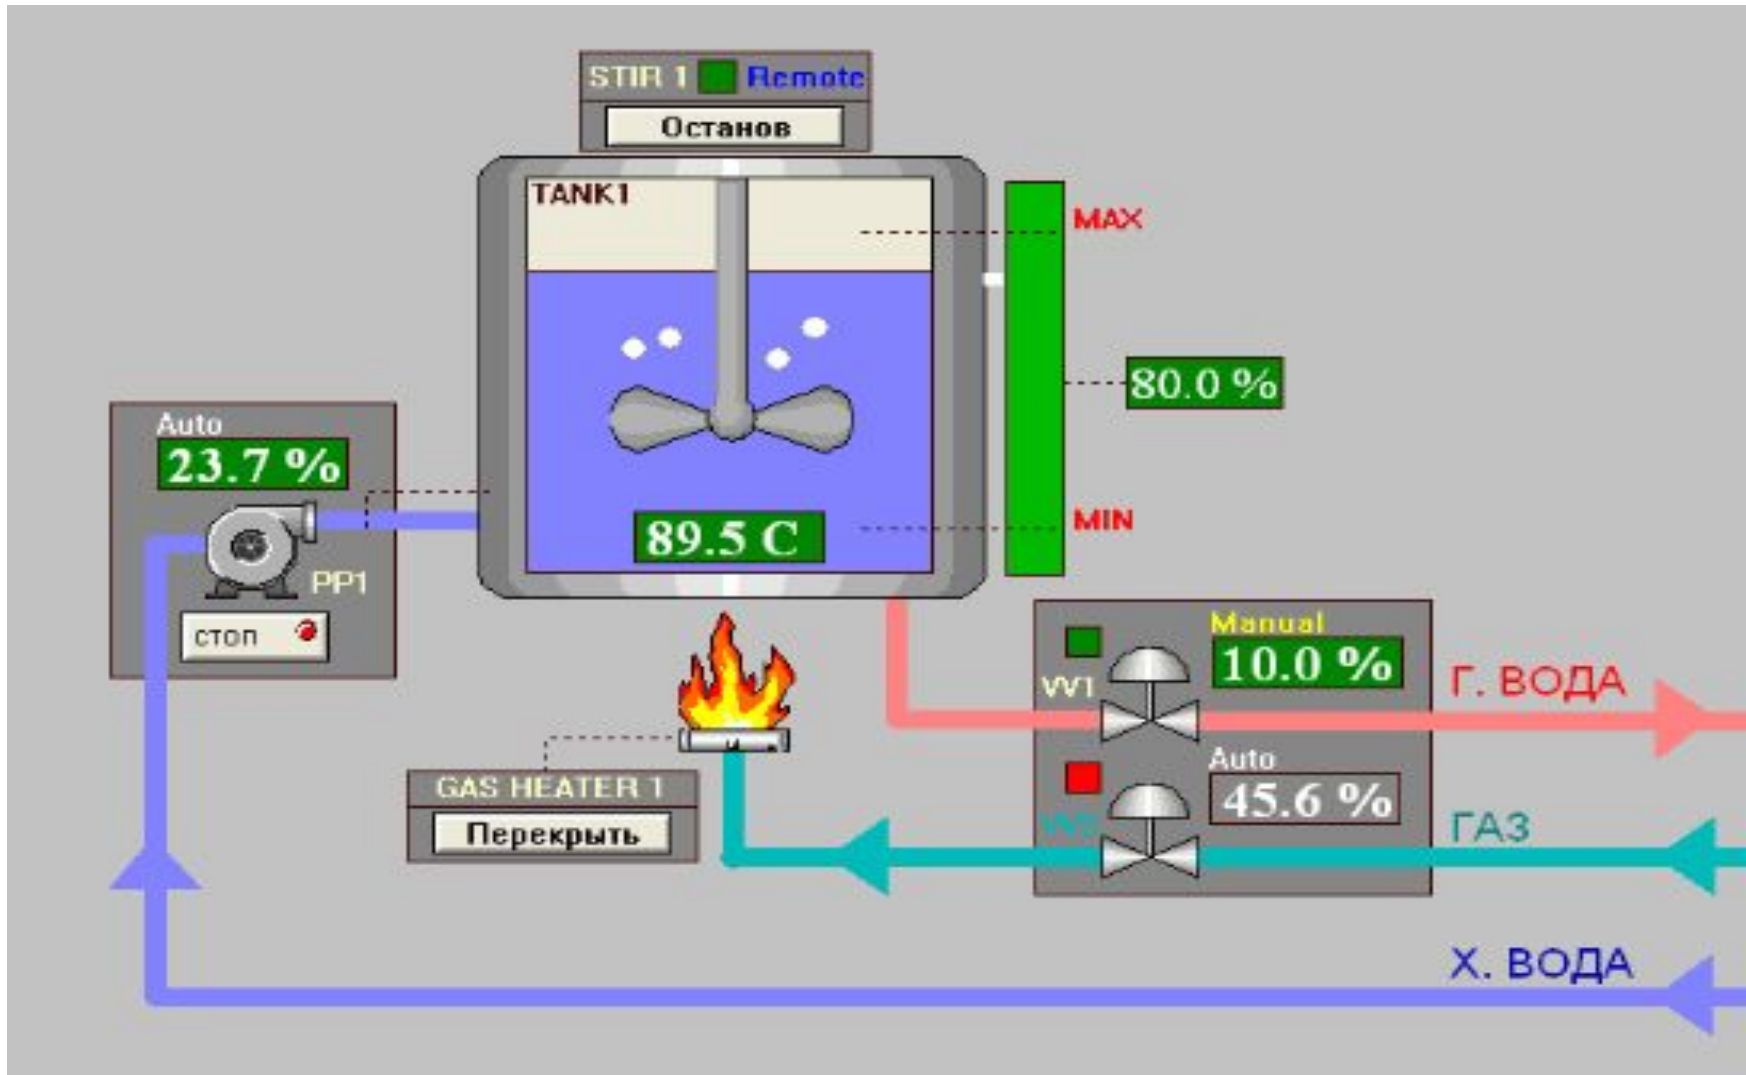 STIR 1 Remote
Останов
TANK1
MAX
80.0 %
Auto
23.7 %
MIN
89.5 C
PP1
стоп
Manual
10.0 %
VV1
Г. ВОДА
Auto
45.6 %
GAS HEATER 1
Перекрыть
ГАЗ
Х. ВОДА